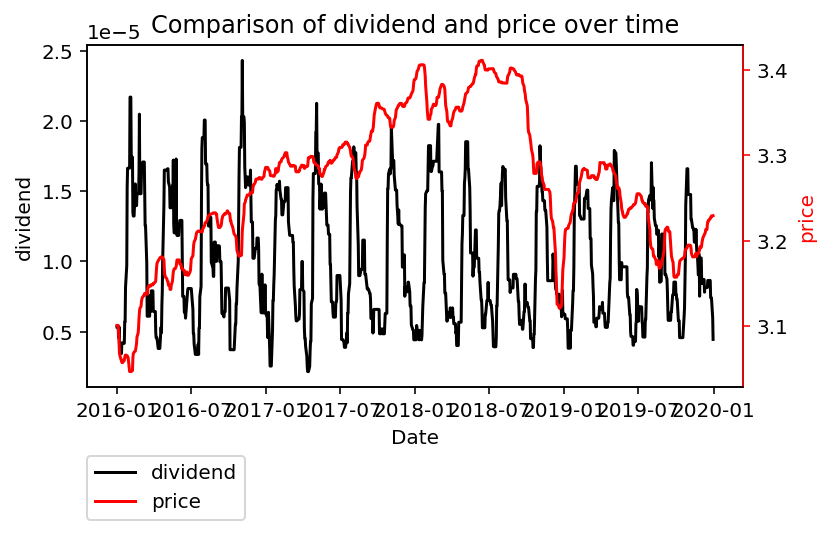 Comparison of dividend and price over time
1e−5
2.5
2.0
1.5
1.0
0.5
dividend
3.4
3.3
3.2
3.1
price
2016-01 2016-07 2017-01 2017-07 2018-01 2018-07 2019-01 2019-07 2020-01
Date
dividend
price